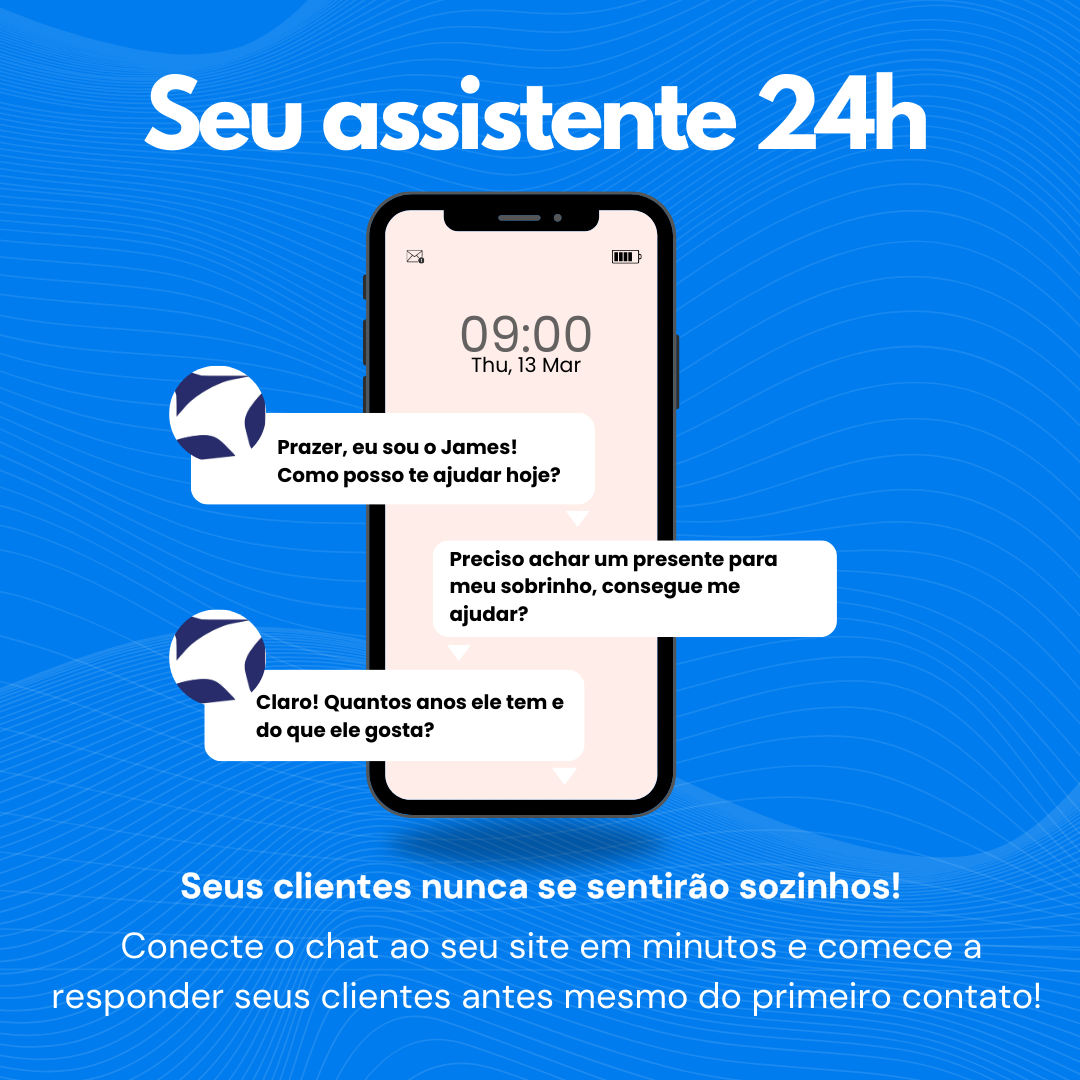 Seu assistente 24h
09:00
Thu, 13 Mar
Prazer, eu sou o James!
Como posso te ajudar hoje?
Preciso achar um presente para
meu sobrinho, consegue me
ajudar?
Claro! Quantos anos ele tem e
do que ele gosta?
Seus clientes nunca se sentirão sozinhos!
Conecte o chat ao seu site em minutos e comece a
responder seus clientes antes mesmo do primeiro contato!